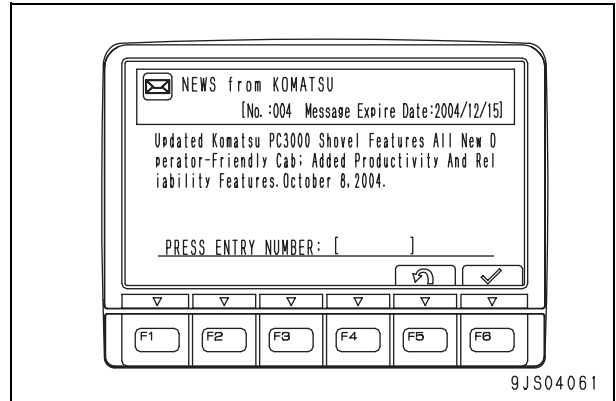 NEWS from KOMATSU
[No. :004 Message Expire Date:2004/12/15]
Updated Komatsu PC3000 Shovel Features All New O
perator-Friendly Cab; Added Productivity And Rel
iability Features.October 8,2004.
PRESS ENTRY NUMBER: [ ]
F1 F2 F3 F4 F5 F6
9JS04061